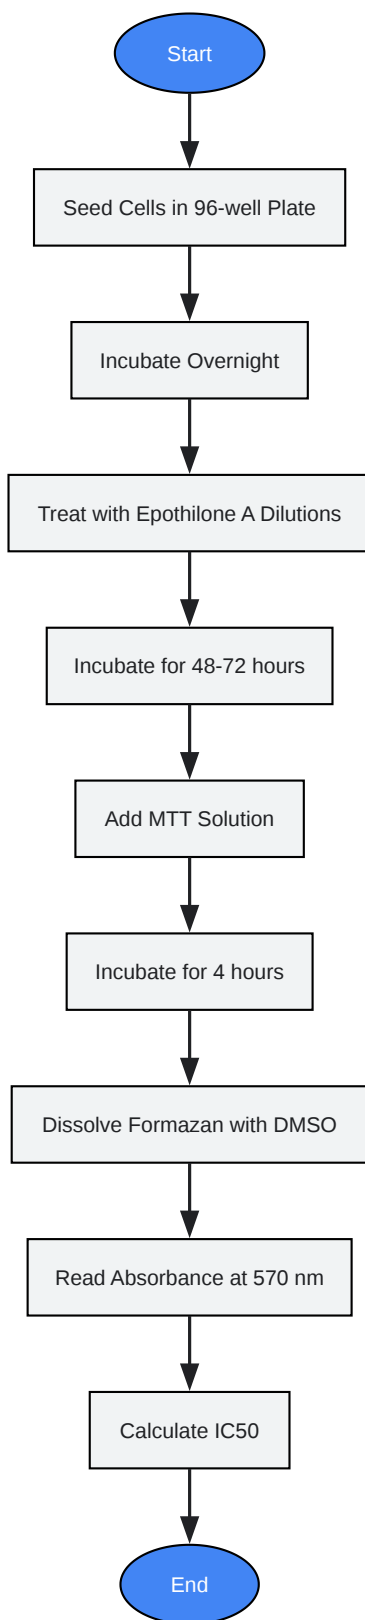 Start
Seed Cells in 96-well Plate
Incubate Overnight
Treat with Epothilone A Dilutions
Incubate for 48-72 hours
Add MTT Solution
Incubate for 4 hours
Dissolve Formazan with DMSO
Read Absorbance at 570 nm
Calculate IC50
End